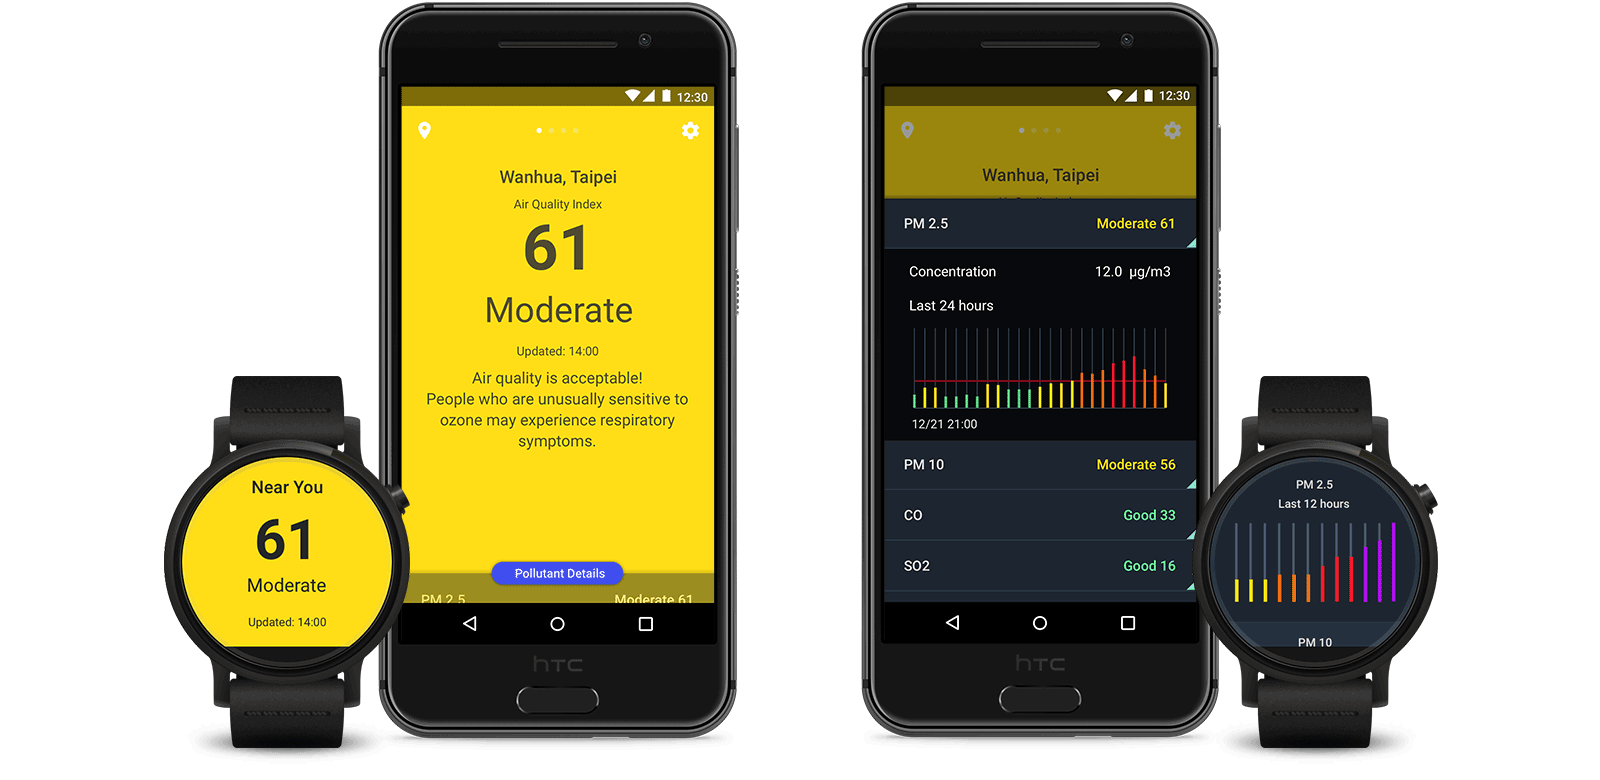 12:30
Wanhua, Taipei
Air Quality Index
61
Moderate
Updated: 14:00
Air quality is acceptable!
People who are unusually sensitive to
ozone may experience respiratory
symptoms.
Pollutant Details
PM 2.5 Moderate 61
hTC
Near You
61
Moderate
Updated: 14:00
12:30
Wanhua, Taipei
PM 2.5 Moderate 61
Concentration 12.0 µg/m3
Last 24 hours
12/21 21:00
PM 10 Moderate 56
CO Good 33
SO2 Good 16
hTC
PM 2.5
Last 12 hours
PM 10